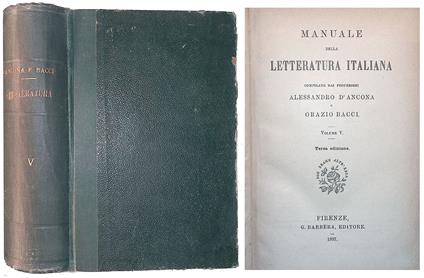 ANCONA E BACCI
V
MANUALE
DELLA
LETTERATURA ITALIANA
COMPILATO DAI PROFESSORI
ALESSANDRO D'ANCONA
E
ORAZIO BACCI.
VOLUME V.
Terza edizione.
FIRENZE,
G. BARBÈRA, EDITORE.
1897.